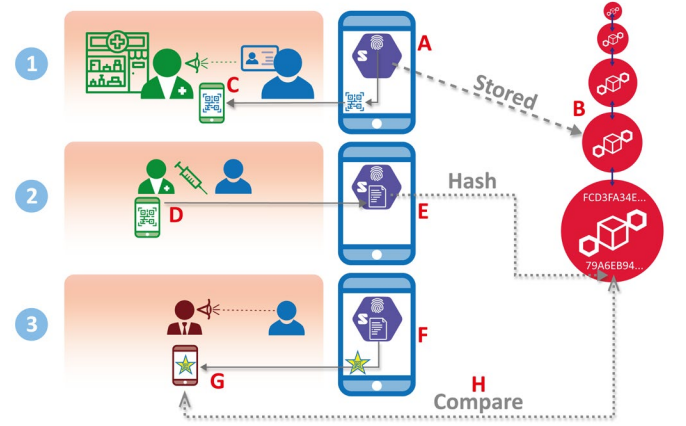 1
A
S
C
B
Stored
2
S
D
E
Hash
FCD3FA34E...
79A6EB94...
3
S
F
G
H
Compare